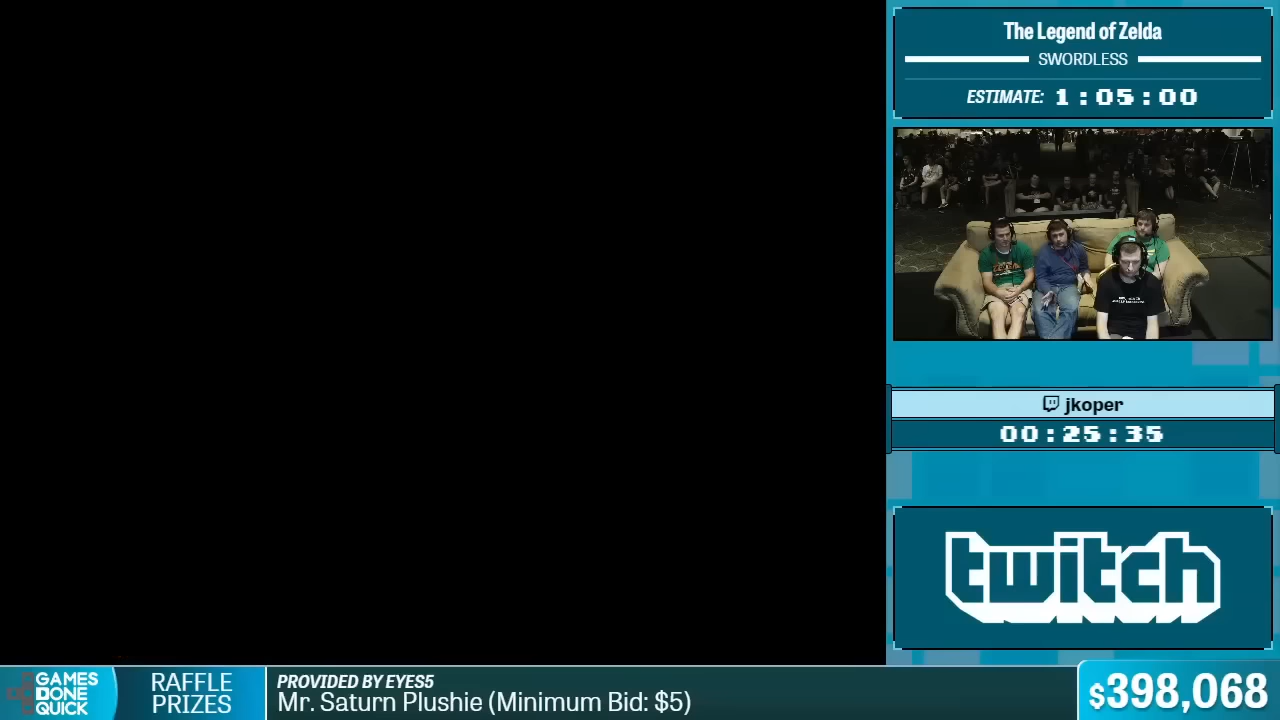 The Legend of Zelda
SWORDLESS
ESTIMATE: 1:05:00
jkoper
00:25:35
twitch
GAMES
DONE
QUICK
RAFFLE
PRIZES
PROVIDED BY EYES5
Mr. Saturn Plushie (Minimum Bid: $5)
$398,068